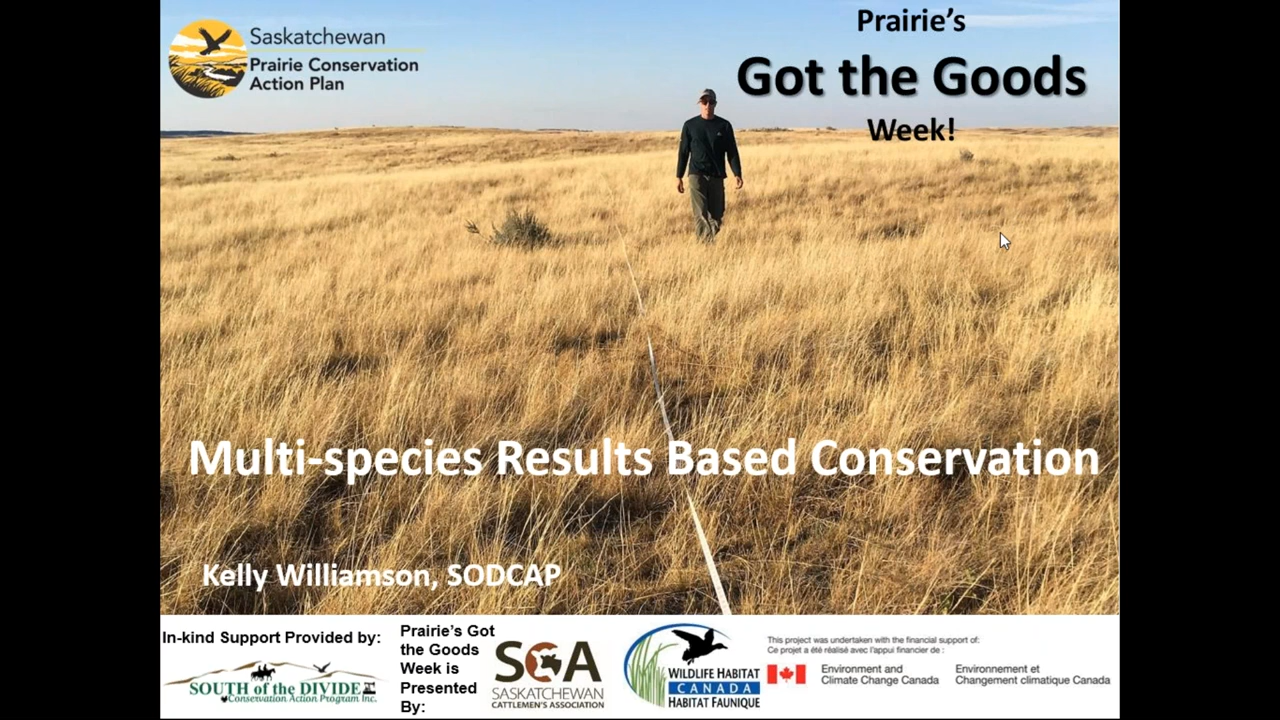 Saskatchewan
Prairie Conservation
Action Plan
Prairie’s
Got the Goods
Week!
Multi-species Results Based Conservation
Kelly Williamson, SODCAP
In-kind Support Provided by:
SOUTH of the DIVIDE
Conservation Action Program Inc.
Prairie’s Got
the Goods
Week is
Presented
By:
SCA
SASKATCHEWAN
CATTLEMEN'S ASSOCIATION
WILDLIFE HABITAT
CANADA
HABITAT FAUNIQUE
This project was undertaken with the financial support of:
Ce projet a été réalisé avec l'appui financier de :
Environment and
Climate Change Canada
Environnement et
Changement climatique Canada